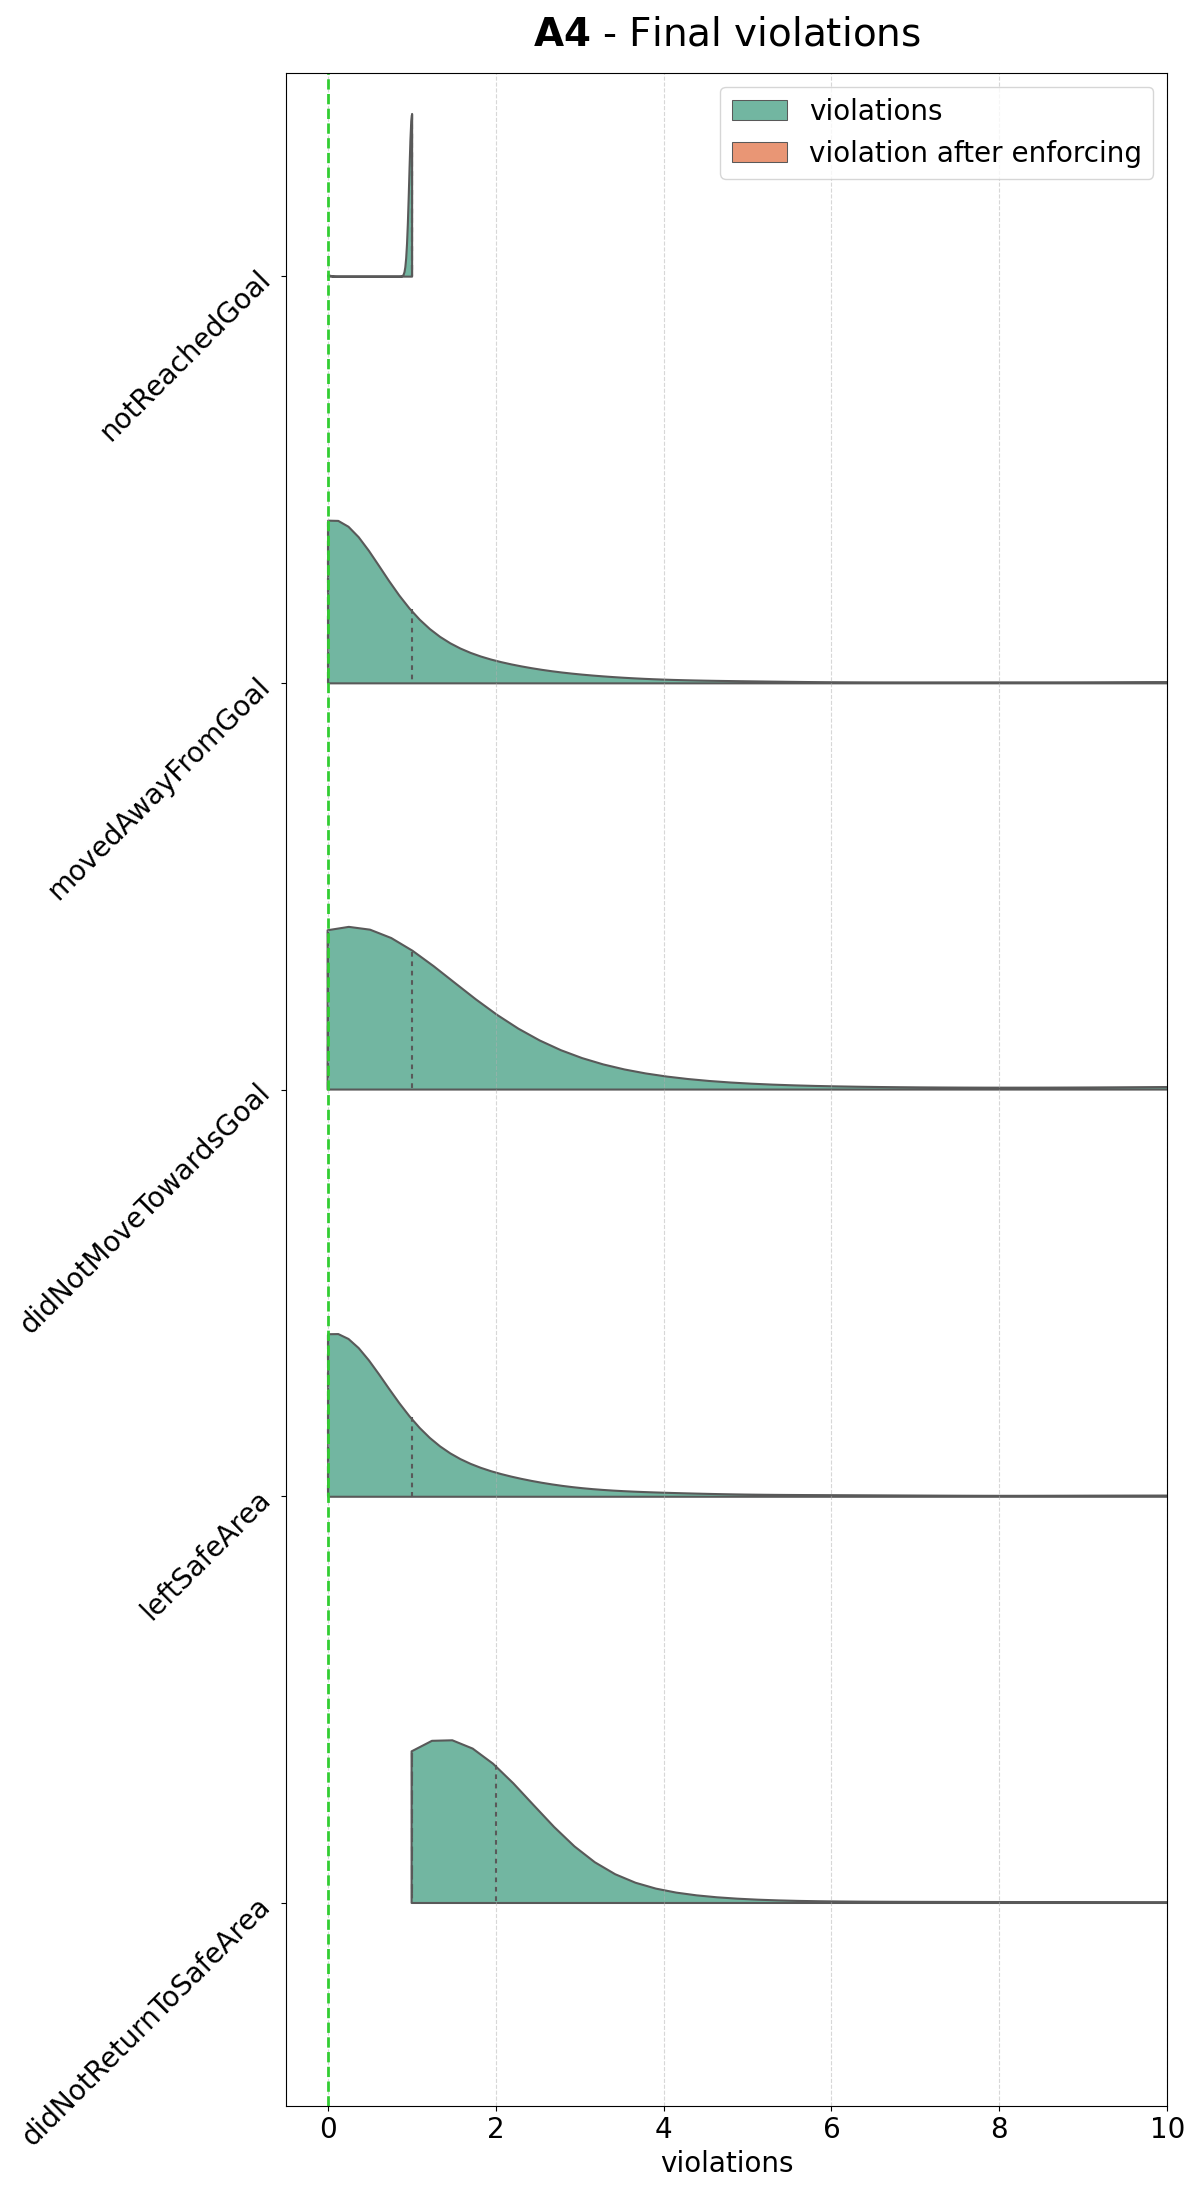 A4 - Final violations
violations
violation after enforcing
notReachedGoal
movedAwayFromGoal
didNotMoveTowardsGoal
leftSafeArea
didNotReturnToSafeArea
0 2 4 6 8 10
violations